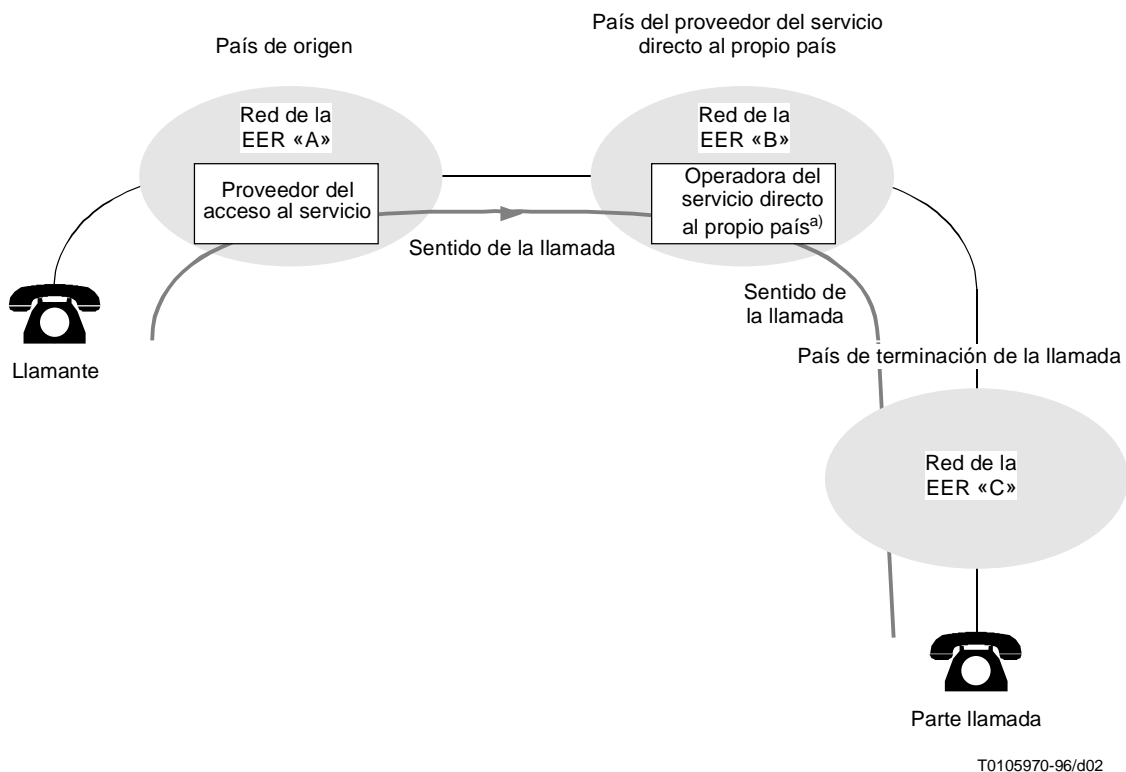 País de origen
País del proveedor del servicio
directo al propio país
Red de la
EER «A»
Proveedor del
acceso al servicio
Red de la
EER «B»
Operadora del
servicio directo
al propio paísa)
Sentido de la llamada
Sentido de
la llamada
Llamante
País de terminación de la llamada
Red de la
EER «C»
Parte llamada
T0105970-96/d02